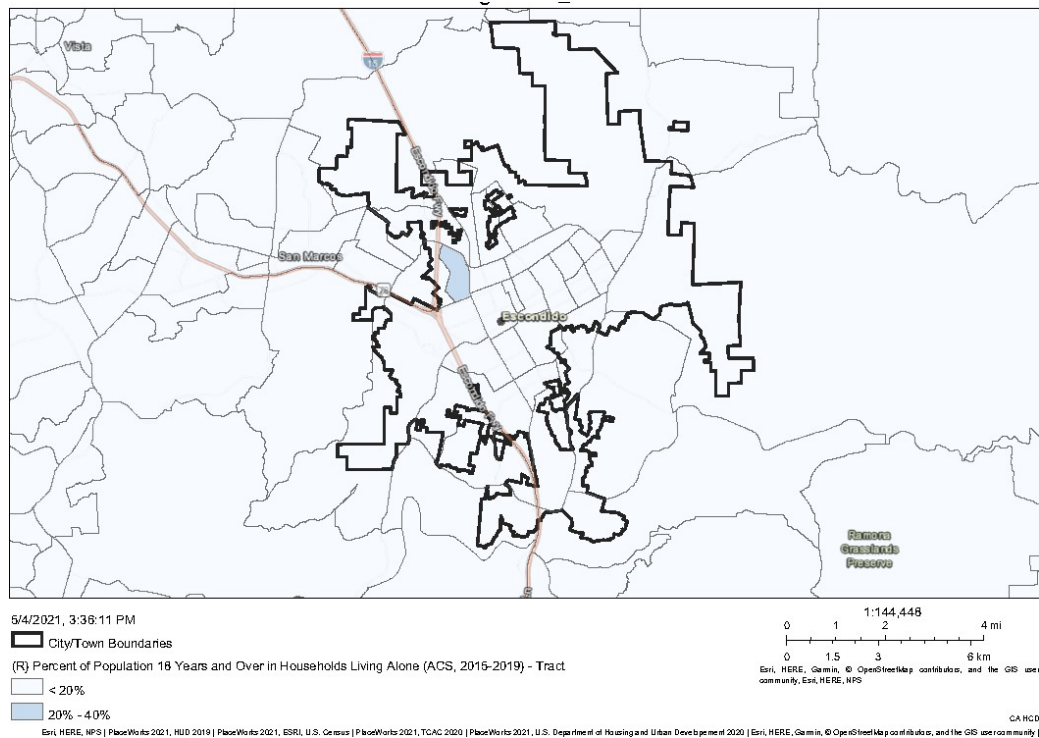 Vista
15
Escondido
San Marcos
78
Escondido
Ramona
Grasslands
Preserve
5/4/2021, 3:36:11 PM
City/Town Boundaries
(R) Percent of Population 18 Years and Over in Households Living Alone (ACS, 2015-2019) - Tract
< 20%
20% - 40%
1:144,448
0 1 2 4 mi
0 1.5 3 6 km
Esri, HERE, Garmin, © OpenStreetMap contributors, and the GIS user
community, Esri, HERE, NPS
CA HCD
Esri, HERE, NPS | PlaceWorks 2021, HUD 2019 | PlaceWorks 2021, ESRI, U.S. Census | PlaceWorks 2021, TCAC 2020 | PlaceWorks 2021, U.S. Department of Housing and Urban Development 2020 | Esri, HERE, Garmin, © OpenStreetMap contributors, and the GIS user community |